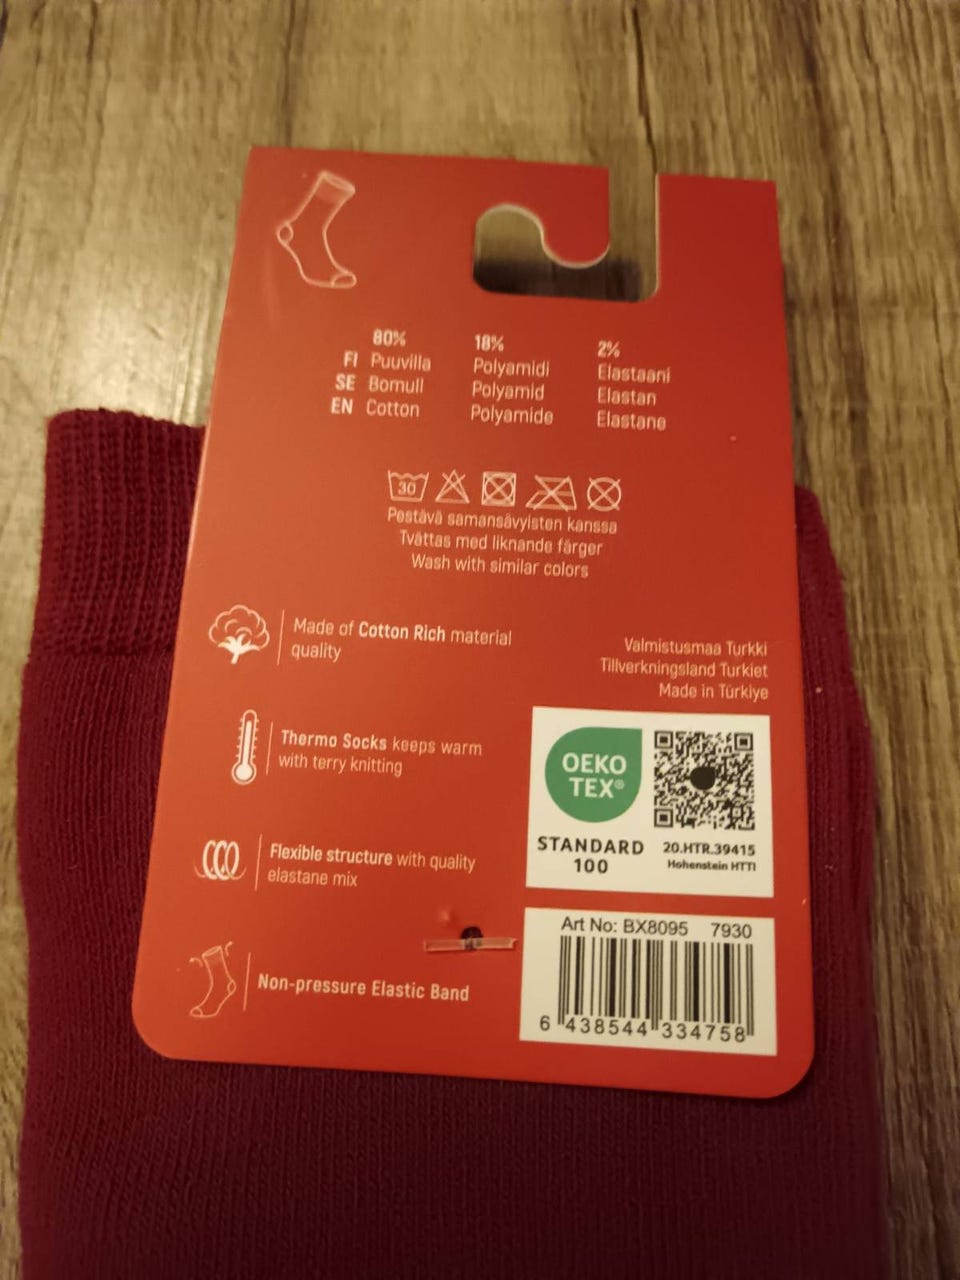 80% 18% 2%
FI Puuvilla Polyamidi Elastaani
SE Bomull Polyamid Elastan
EN Cotton Polyamide Elastane
30
Pestävä samansävyisten kanssa
Tvättas med liknande färger
Wash with similar colors
Made of Cotton Rich material
quality
Valmistusmaa Turkki
Tillverkningsland Turkiet
Made in Türkiye
Thermo Socks keeps warm
with terry knitting
OEKO
TEX®
STANDARD
100
20.HTR.39415
Hohenstein HTTI
Flexible structure with quality
elastane mix
Non-pressure Elastic Band
Art No: BX8095 7930
6 438544 334758